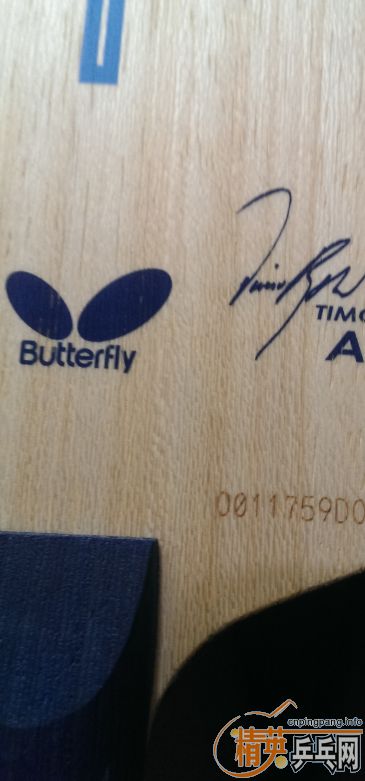 Butterfly
TIMO
A
0011759D0
cnpingpang.info
精英乒乓网